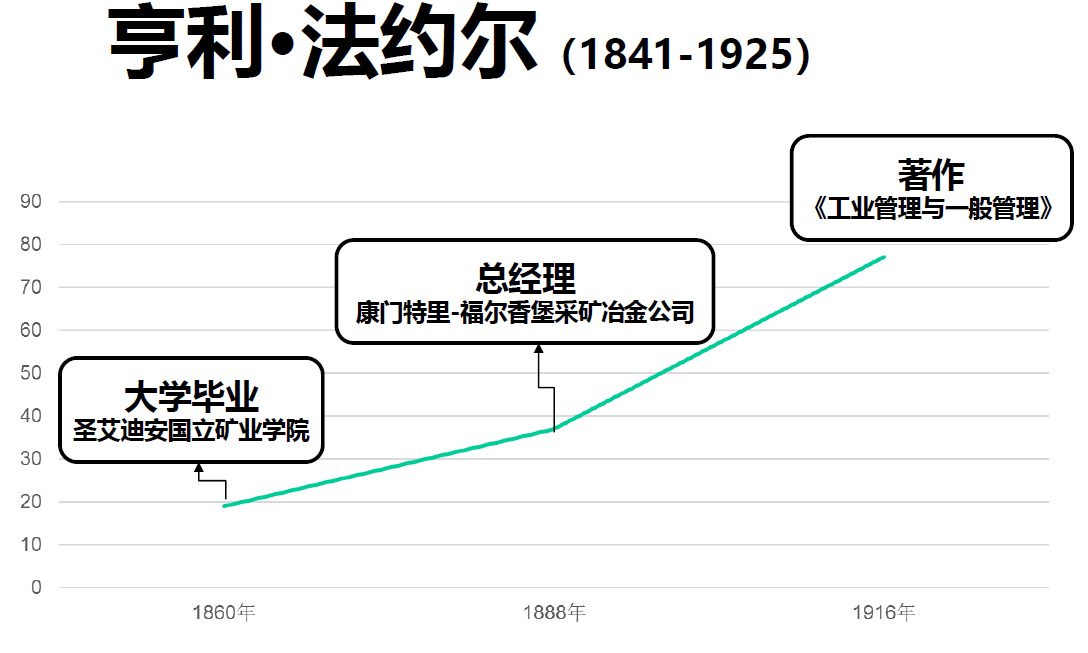 亨利·法约尔 (1841-1925)
著作
《工业管理与一般管理》
总经理
康门特里-福尔香堡采矿冶金公司
大学毕业
圣艾迪安国立矿业学院
90
80
70
60
50
40
30
20
10
0
1860年
1888年
1916年